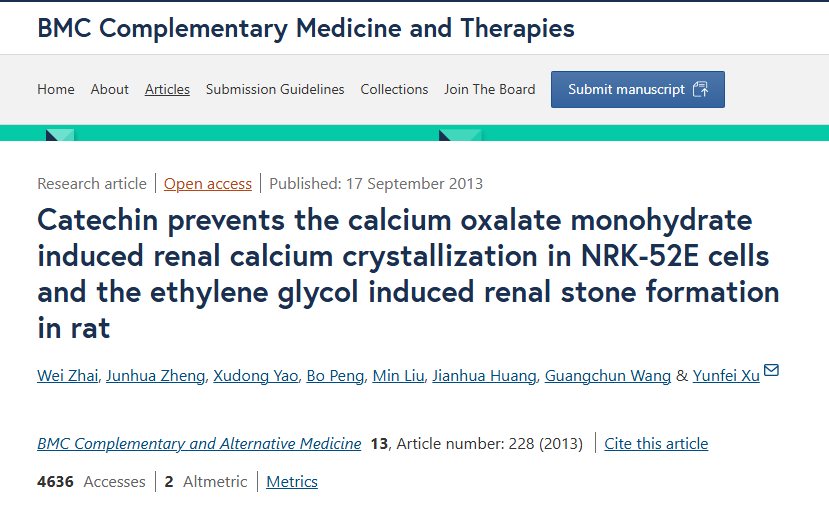 BMC Complementary Medicine and Therapies
Home About Articles Submission Guidelines Collections Join The Board Submit manuscript
Research article Open access Published: 17 September 2013
Catechin prevents the calcium oxalate monohydrate
induced renal calcium crystallization in NRK-52E cells
and the ethylene glycol induced renal stone formation
in rat
Wei Zhai, Junhua Zheng, Xudong Yao, Bo Peng, Min Liu, Jianhua Huang, Guangchun Wang & Yunfei Xu
BMC Complementary and Alternative Medicine 13, Article number: 228 (2013) Cite this article
4636 Accesses 2 Altmetric Metrics